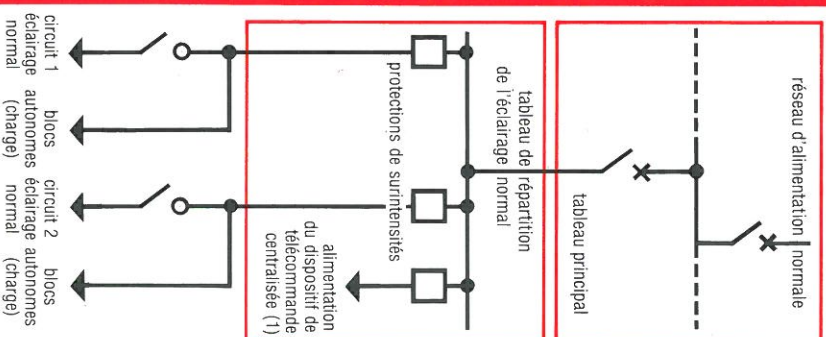 réseau d'alimentation normale
tableau principal
tableau de répartition
de l'éclairage normal
protections de surintensités
alimentation
du dispositif de
télécommande
centralisée (1)
circuit 1
éclairage
normal
blocs
autonomes
(charge)
circuit 2
éclairage
normal
blocs
autonomes
(charge)